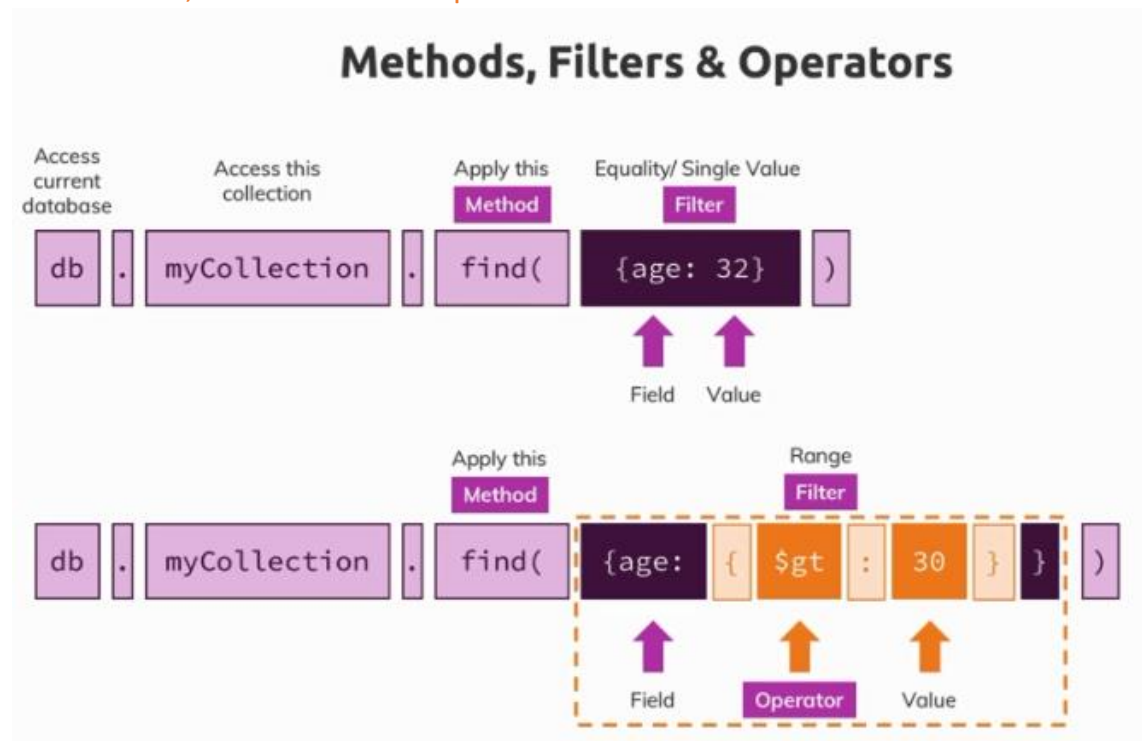 Methods, Filters & Operators
Access
current
database
Access this
collection
Apply this
Method
Equality/ Single Value
Filter
db . myCollection . find( {age: 32} )
Field Value
Apply this
Method
Range
Filter
db . myCollection . find( {age: { $gt : 30 } } )
Field Operator Value